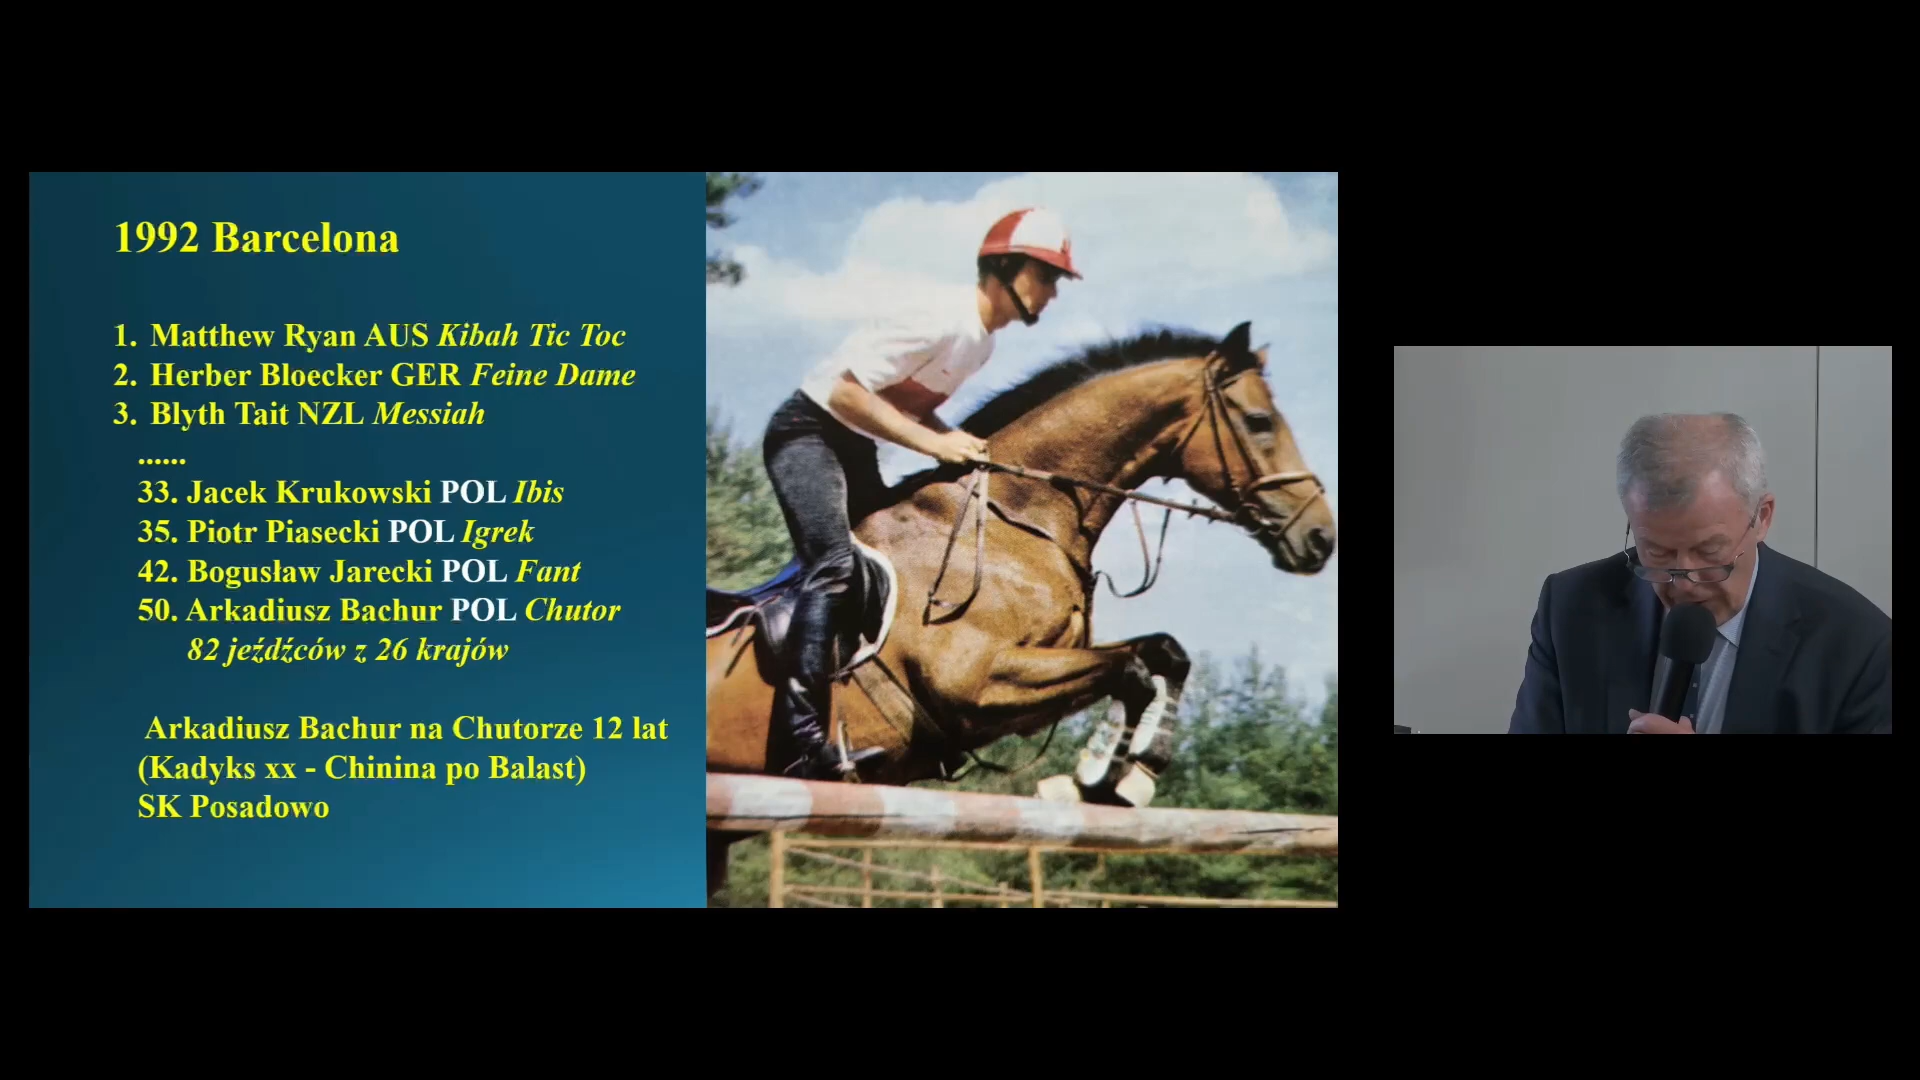 1992 Barcelona
1. Matthew Ryan AUS Kibah Tic Toc
2. Herber Bloecker GER Feine Dame
3. Blyth Tait NZL Messiah
......
33. Jacek Krukowski POL Ibis
35. Piotr Piasecki POL Igrek
42. Bogusław Jarecki POL Fant
50. Arkadiusz Bachur POL Chutor
82 jeźdźców z 26 krajów
Arkadiusz Bachur na Chutorze 12 lat
(Kadyks xx - Chinina po Balast)
SK Posadowo